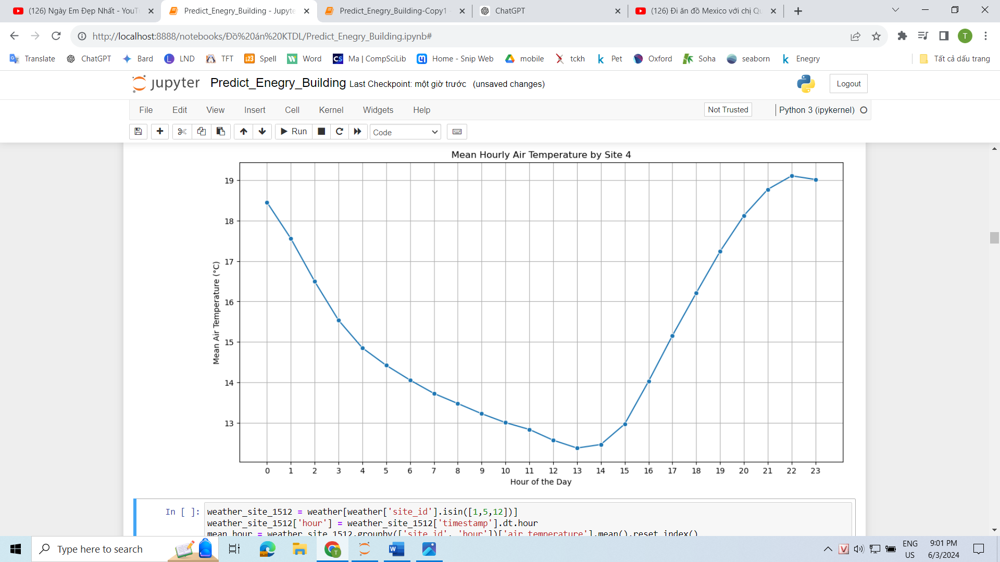 (126) Ngày Em Đẹp Nhất - YouT
Predict_Enegry_Building - Jupyte
Predict_Enegry_Building-Copy1
ChatGPT
(126) Đi ăn đồ Mexico với chị Qu
http://localhost:8888/notebooks/Đồ%20án%20KTDL/Predict_Enegry_Building.ipynb#
T
Translate
ChatGPT
Bard
L LND
TFT
123 Spell
W Word
CS Ma | CompSciLib
Home - Snip Web
mobile
tckh
k Pet
Oxford
Soha
seaborn
k Enegry
Tất cả dấu trang
jupyter Predict_Enegry_Building Last Checkpoint: một giờ trước (unsaved changes)
Logout
File Edit View Insert Cell Kernel Widgets Help
Not Trusted
Python 3 (ipykernel)
Run
Code
Mean Hourly Air Temperature by Site 4
19
18
17
16
15
14
13
Mean Air Temperature (°C)
0 1 2 3 4 5 6 7 8 9 10 11 12 13 14 15 16 17 18 19 20 21 22 23
Hour of the Day
In [ ]: weather_site_1512 = weather[weather['site_id'].isin([1,5,12])]
weather_site_1512['hour'] = weather_site_1512['timestamp'].dt.hour
mean_hour = weather_site_1512.groupby(['site_id', 'hour'])['air_temperature'].mean().reset_index()
Type here to search
T
W
V
ENG
US
9:01 PM
6/3/2024